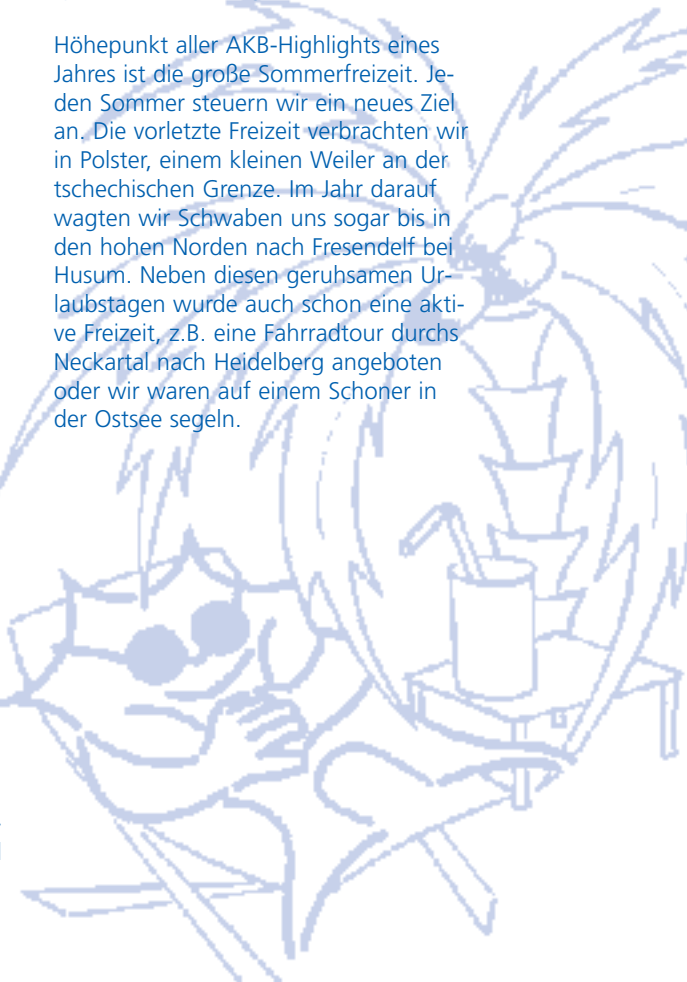 Höhepunkt aller AKB-Highlights eines
Jahres ist die große Sommerfreizeit. Je-
den Sommer steuern wir ein neues Ziel
an. Die vorletzte Freizeit verbrachten wir
in Polster, einem kleinen Weiler an der
tschechischen Grenze. Im Jahr darauf
wagten wir Schwaben uns sogar bis in
den hohen Norden nach Fresendelf bei
Husum. Neben diesen geruhsamen Ur-
laubstagen wurde auch schon eine akti-
ve Freizeit, z.B. eine Fahrradtour durchs
Neckartal nach Heidelberg angeboten
oder wir waren auf einem Schoner in
der Ostsee segeln.